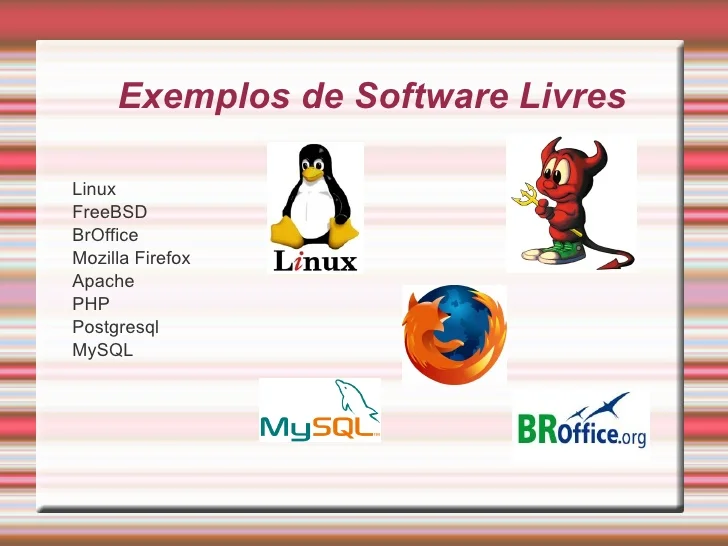 Exemplos de Software Livres
Linux
FreeBSD
BrOffice
Mozilla Firefox
Apache
PHP
Postgresql
MySQL
Linux
MySQL
BROffice.org